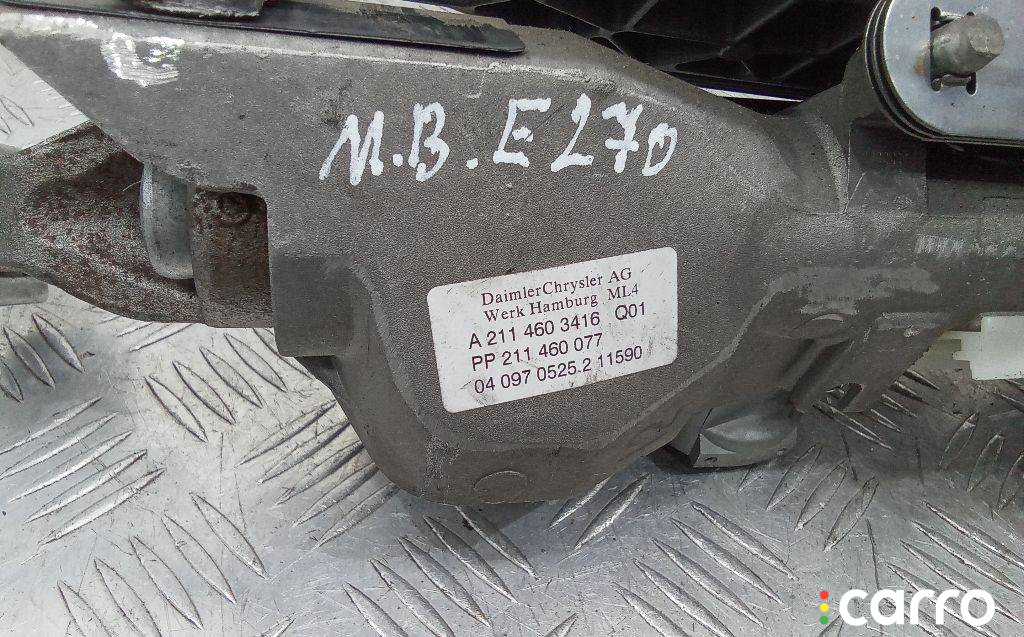 M.B. E270
DaimlerChrysler AG
Werk Hamburg ML4
A 211 460 3416 Q01
PP 211 460 077
04 097 0525.2 11590
carro